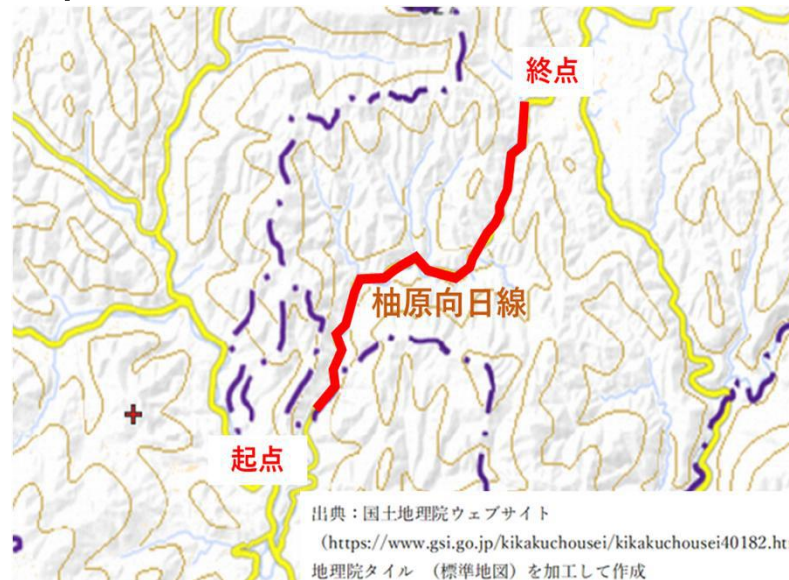 終点
柚原向日線
起点
出典：国土地理院ウェブサイト
（https://www.gsi.go.jp/kikakuchousei/kikakuchousei40182.ht
地理院タイル （標準地図）を加工して作成